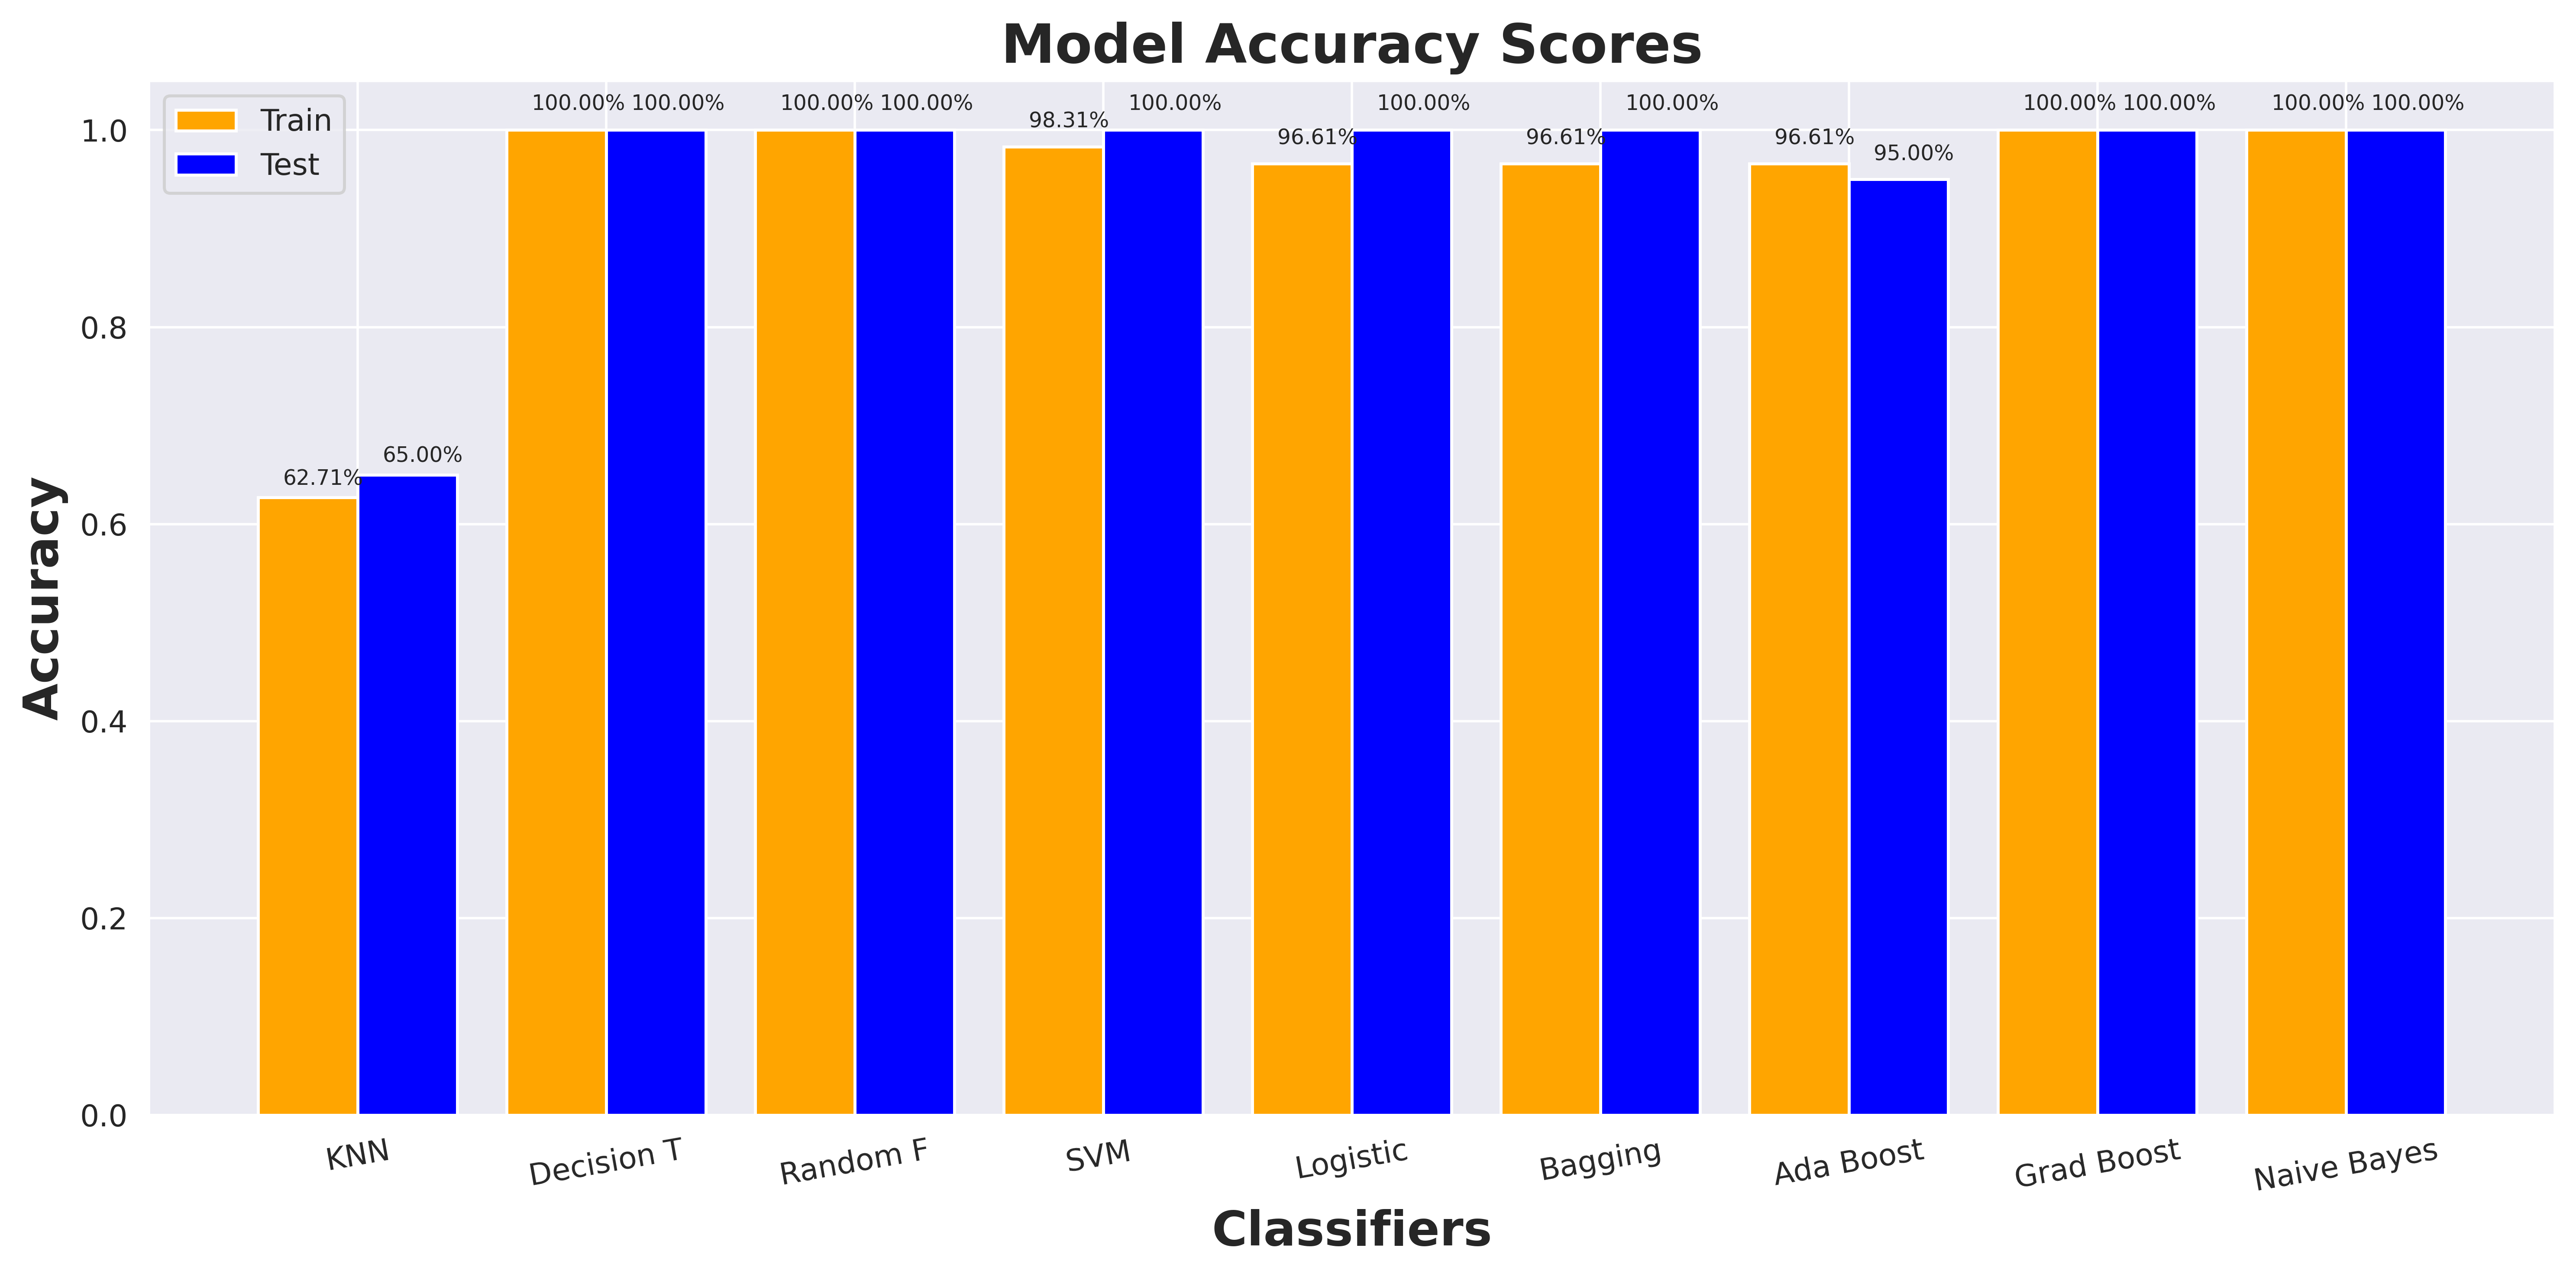 Model Accuracy Scores
Train
Test
100.00% 100.00% 100.00% 100.00% 98.31% 100.00% 96.61% 100.00% 96.61% 100.00% 96.61% 95.00% 100.00% 100.00% 100.00% 100.00%
62.71% 65.00%
Accuracy
1.0
0.8
0.6
0.4
0.2
0.0
KNN Decision T Random F SVM Logistic Bagging Ada Boost Grad Boost Naive Bayes
Classifiers